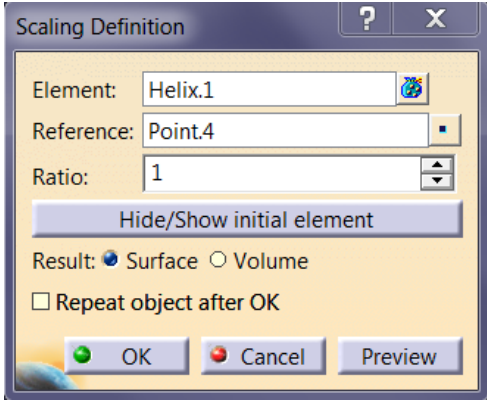 Scaling Definition ? X
Element: Helix.1
Reference: Point.4
Ratio: 1
Hide/Show initial element
Result: Surface Volume
Repeat object after OK
OK Cancel Preview